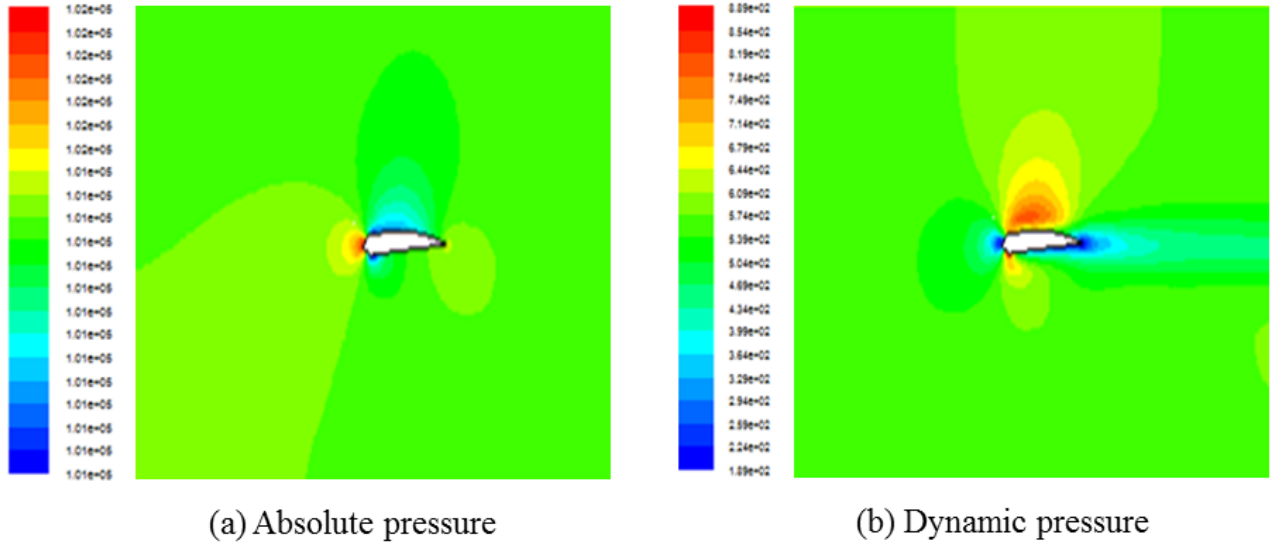 1.02e+05
1.02e+05
1.02e+05
1.02e+05
1.02e+05
1.02e+05
1.02e+05
1.01e+05
1.01e+05
1.01e+05
1.01e+05
1.01e+05
1.01e+05
1.01e+05
1.01e+05
1.01e+05
1.01e+05
1.01e+05
1.01e+05
1.01e+05
1.01e+05
(a) Absolute pressure
8.89e+02
8.54e+02
8.19e+02
7.84e+02
7.49e+02
7.14e+02
6.79e+02
6.44e+02
6.09e+02
5.74e+02
5.39e+02
5.04e+02
4.69e+02
4.34e+02
3.99e+02
3.64e+02
3.29e+02
2.94e+02
2.59e+02
2.24e+02
1.89e+02
(b) Dynamic pressure